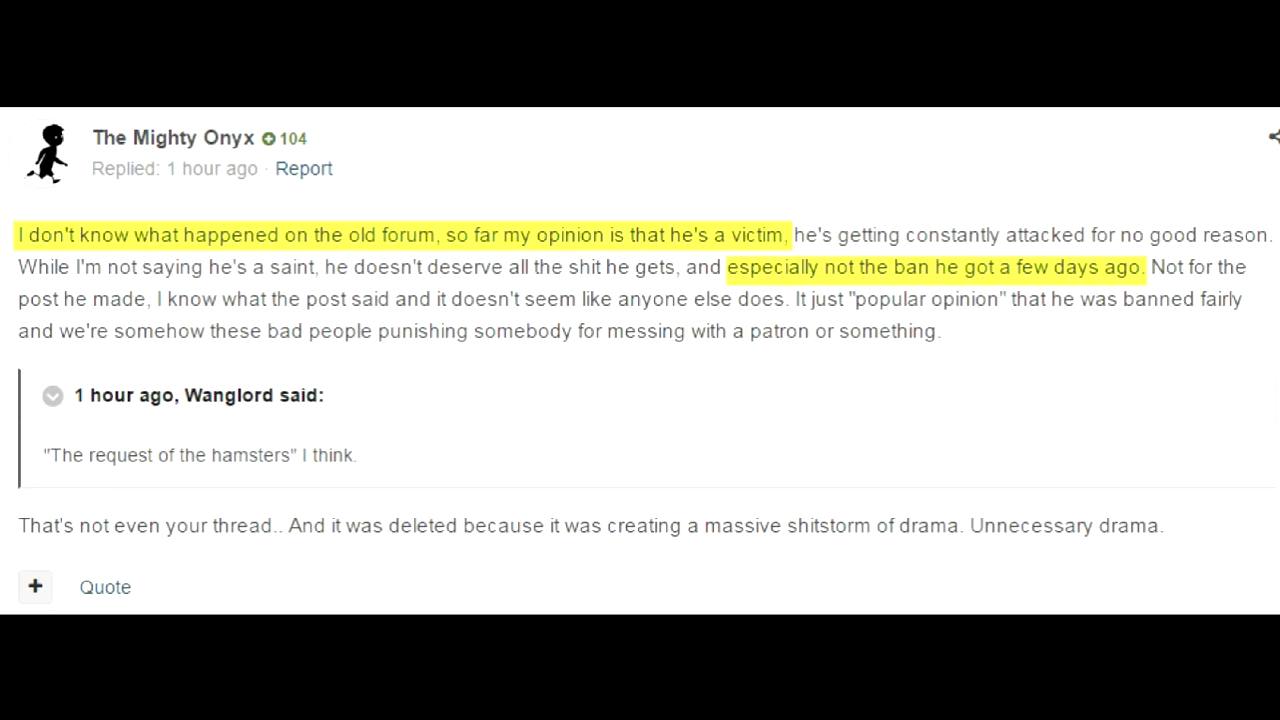 The Mighty Onyx 104
Replied: 1 hour ago · Report
I don't know what happened on the old forum, so far my opinion is that he's a victim, he's getting constantly attacked for no good reason.
While I'm not saying he's a saint, he doesn't deserve all the shit he gets, and especially not the ban he got a few days ago. Not for the
post he made, I know what the post said and it doesn't seem like anyone else does. It just "popular opinion" that he was banned fairly
and we're somehow these bad people punishing somebody for messing with a patron or something.
1 hour ago, Wanglord said:
"The request of the hamsters" I think.
That's not even your thread.. And it was deleted because it was creating a massive shitstorm of drama. Unnecessary drama.
+ Quote